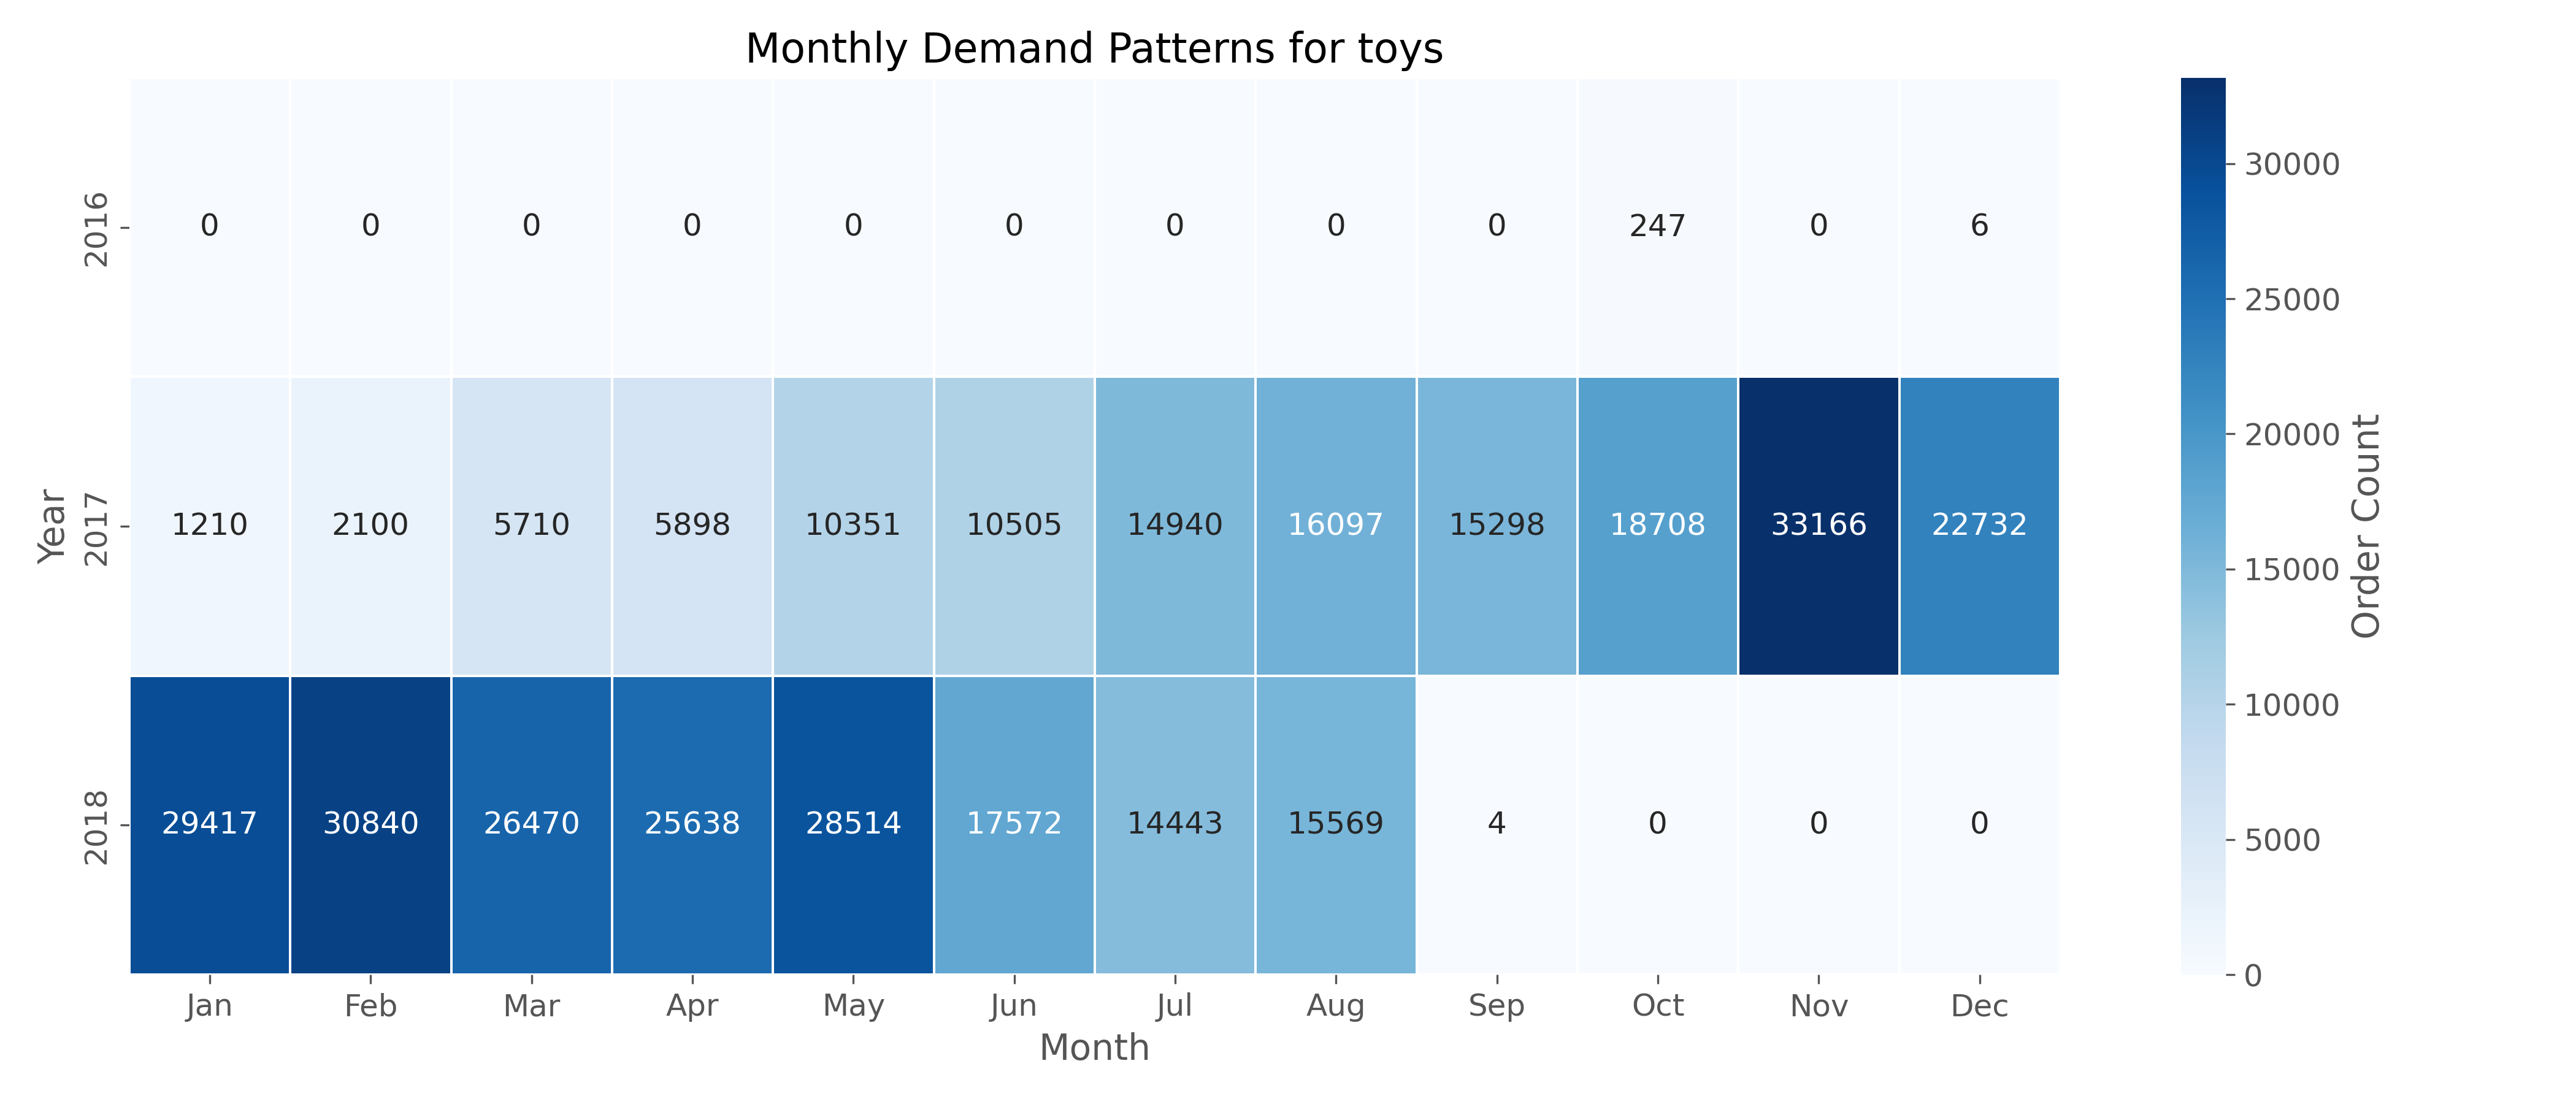 Monthly Demand Patterns for toys
2016 0 0 0 0 0 0 0 0 0 247 0 6
2017 1210 2100 5710 5898 10351 10505 14940 16097 15298 18708 33166 22732
2018 29417 30840 26470 25638 28514 17572 14443 15569 4 0 0 0
Year
Jan Feb Mar Apr May Jun Jul Aug Sep Oct Nov Dec
Month
30000
25000
20000
15000
10000
5000
0
Order Count